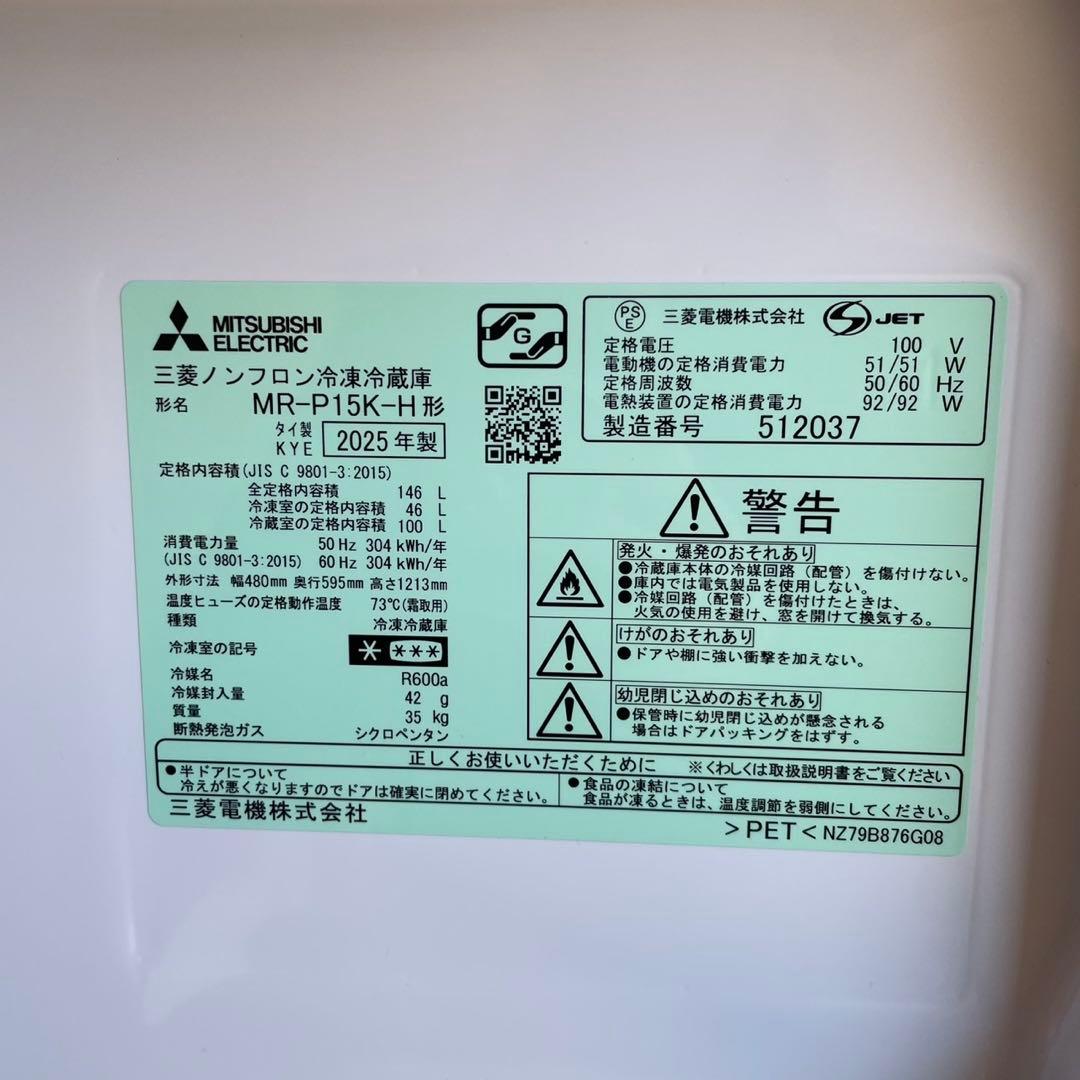 MITSUBISHI
ELECTRIC
三菱ノンフロン冷凍冷蔵庫
形名 MR-P15K-H 形
タイ製
KYE 2025年製
定格内容積(JIS C 9801-3:2015)
全定格内容積 146 L
冷凍室の定格内容積 46 L
冷蔵室の定格内容積 100 L
消費電力量 50 Hz 304 kWh/年
(JIS C 9801-3:2015) 60 Hz 304 kWh/年
外形寸法 幅480mm 奥行595mm 高さ1213mm
温度ヒューズの定格動作温度 73℃(霜取用)
種類 冷凍冷蔵庫
冷凍室の記号 * ***
冷媒名 R600a
冷媒封入量 42 g
質量 35 kg
断熱発泡ガス シクロペンタン
G
PS
E
三菱電機株式会社
JET
定格電圧 100 V
電動機の定格消費電力 51/51 W
定格周波数 50/60 Hz
電熱装置の定格消費電力 92/92 W
製造番号 512037
警告
発火・爆発のおそれあり
●冷蔵庫本体の冷媒回路(配管)を傷付けない。
●庫内では電気製品を使用しない。
●冷媒回路(配管)を傷付けたときは、
火気の使用を避け、窓を開けて換気する。
けがのおそれあり
●ドアや棚に強い衝撃を加えない。
幼児閉じ込めのおそれあり
●保管時に幼児閉じ込めが懸念される
場合はドアパッキングをはずす。
正しくお使いいただくために ※くわしくは取扱説明書をご覧ください
●半ドアについて
冷えが悪くなりますのでドアは確実に閉めてください。
●食品の凍結について
食品が凍るときは、温度調節を弱側にしてください。
三菱電機株式会社
>PET< NZ79B876G08